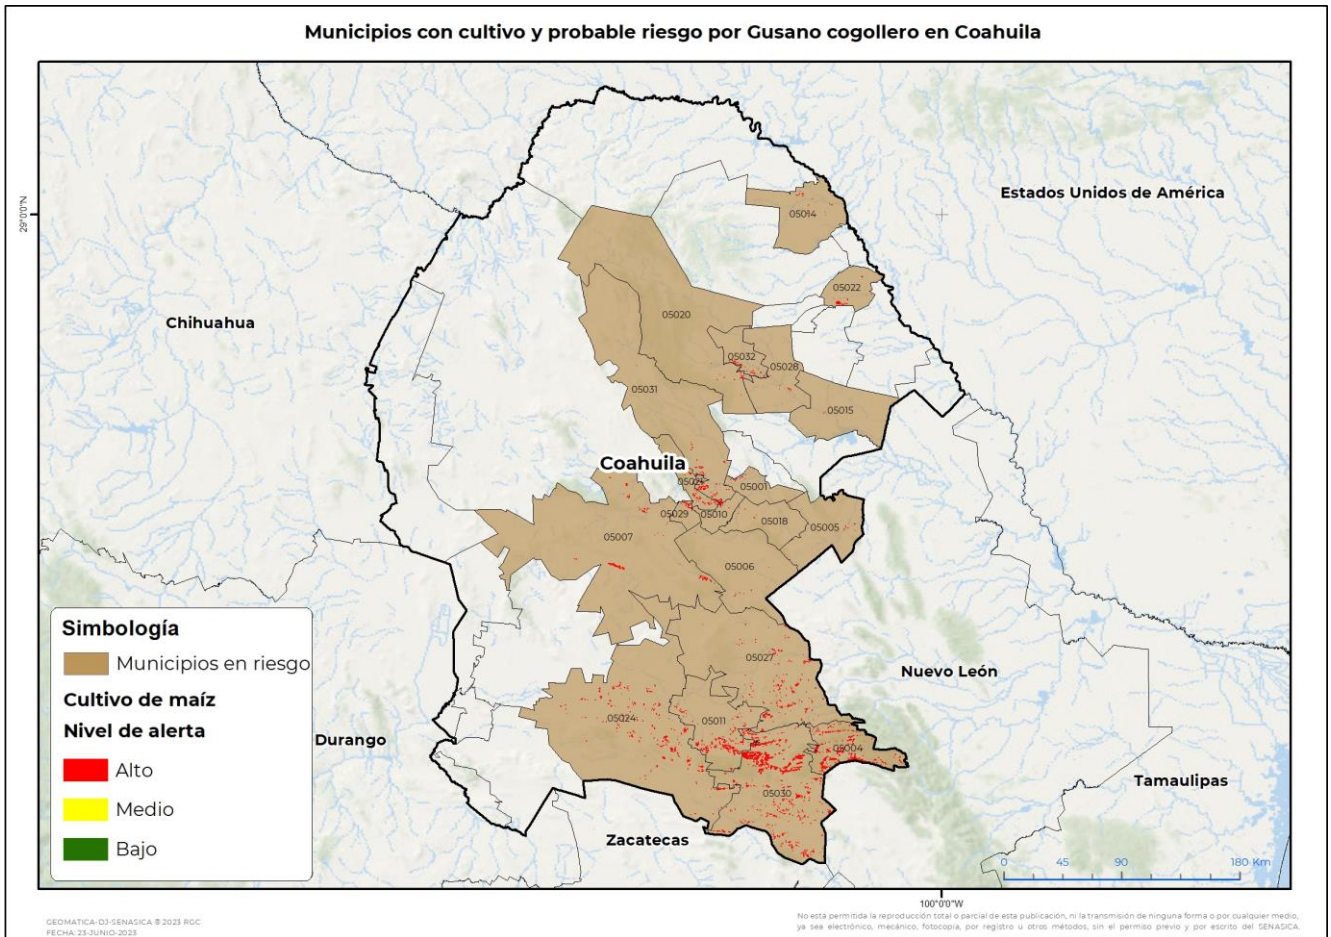 Municipios con cultivo y probable riesgo por Gusano cogollero en Coahuila
29°0'0"N
Estados Unidos de América
05014
05022
Chihuahua
05020
05032
05028
05031
05015
Coahuila
05021
05001
05029
05010
05018
05005
05007
05006
Simbología
Municipios en riesgo
Cultivo de maíz
Nivel de alerta
Alto
Medio
Bajo
05027
Nuevo León
05024
05011
05004
Durango
05030
Tamaulipas
Zacatecas
0 45 90 180 Km
100°0'0"W
GEOMATICA-DJ-SENASICA © 2023 RGC
FECHA: 23-JUNIO-2023
No está permitida la reproducción total o parcial de esta publicación, ni la transmisión de ninguna forma o por cualquier medio,
ya sea electrónico, mecánico, fotocopia, por registro u otros métodos, sin el permiso previo y por escrito del SENASICA.